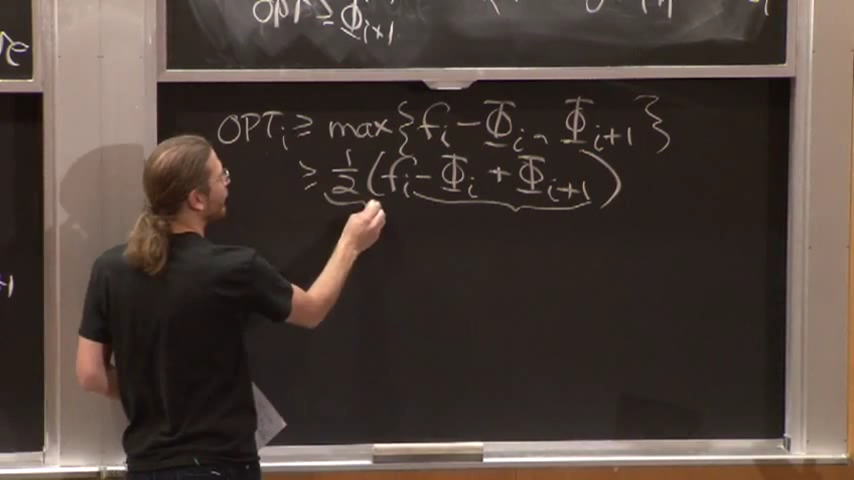 OPT ≥ Φ_{i+1}
OPT_i ≥ max{f_i - Φ_i, Φ_{i+1}}
≥ 1/2 (f_i - Φ_i + Φ_{i+1})